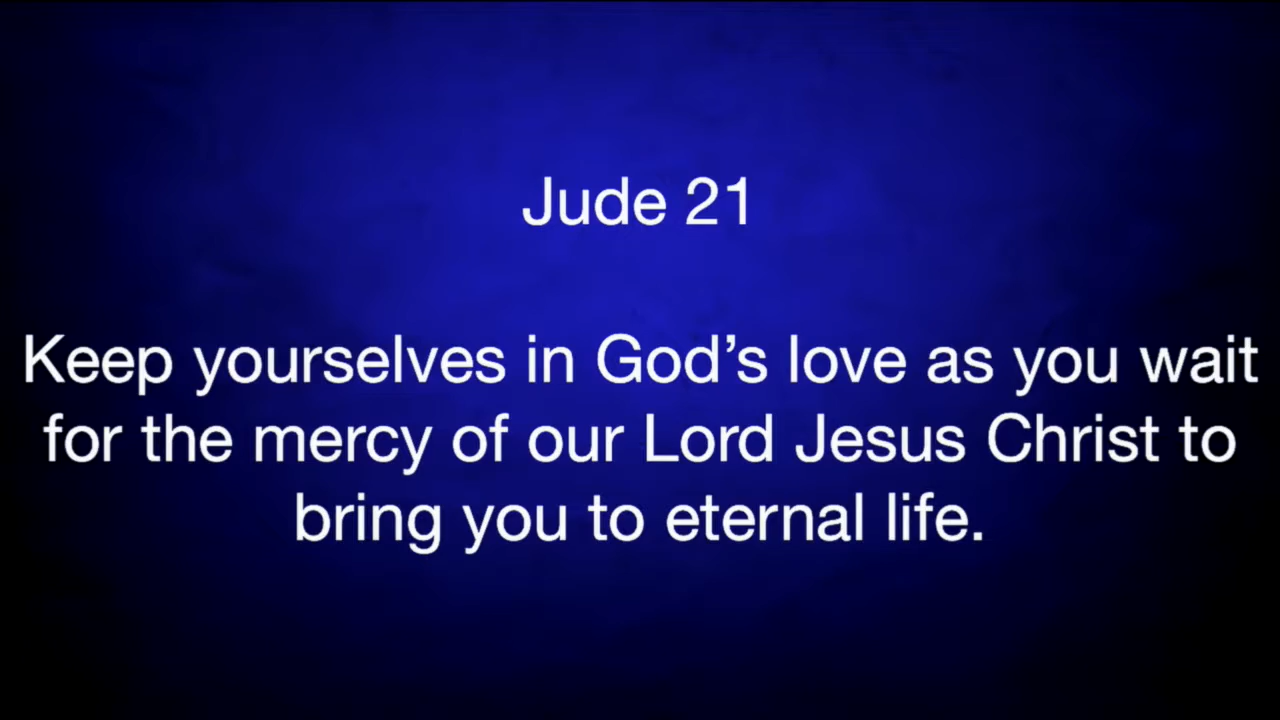 Jude 21
Keep yourselves in God’s love as you wait
for the mercy of our Lord Jesus Christ to
bring you to eternal life.